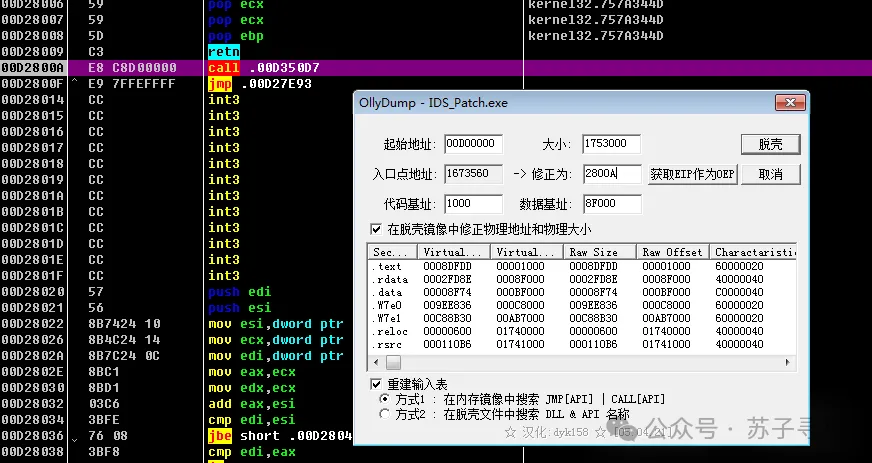 00D28006 59 pop ecx kernel32.757A344D
00D28007 59 pop ecx kernel32.757A344D
00D28008 5D pop ebp kernel32.757A344D
00D28009 C3 retn
00D2800A E8 C8D00000 call .00D350D7
00D2800F ^ E9 7FFEFFFF jmp .00D27E93
00D28014 CC int3
00D28015 CC int3
00D28016 CC int3
00D28017 CC int3
00D28018 CC int3
00D28019 CC int3
00D2801A CC int3
00D2801B CC int3
00D2801C CC int3
00D2801D CC int3
00D2801E CC int3
00D2801F CC int3
00D28020 57 push edi
00D28021 56 push esi
00D28022 8B7424 10 mov esi,dword ptr
00D28026 8B4C24 14 mov ecx,dword ptr
00D2802A 8B7C24 0C mov edi,dword ptr
00D2802E 8BC1 mov eax,ecx
00D28030 8BD1 mov edx,ecx
00D28032 03C6 add eax,esi
00D28034 3BFE cmp edi,esi
00D28036 76 08 jbe short .00D2804
00D28038 3BF8 cmp edi,eax
OllyDump - IDS_Patch.exe
起始地址: 00D00000 大小: 1753000 脱壳
入口点地址: 1673560 -> 修正为: 2800A 获取EIP作为OEP 取消
代码基址: 1000 数据基址: 8F000
在脱壳镜像中修正物理地址和物理大小
Sec... Virtual... Virtual... Raw Size Raw Offset Characteristi
.text 0008DFDD 00001000 0008DFDD 00001000 60000020
.rdata 0002FD8E 0008F000 0002FD8E 0008F000 40000040
.data 00008F74 000BF000 00008F74 000BF000 C0000040
.W7e0 009EE836 000C8000 009EE836 000C8000 60000020
.W7e1 00C88B30 00AB7000 00C88B30 00AB7000 60000020
.reloc 00000600 01740000 00000600 01740000 40000040
.rsrc 000110B6 01741000 000110B6 01741000 40000040
重建输入表
方式1 : 在内存镜像中搜索 JMP[API] | CALL[API]
方式2 : 在脱壳文件中搜索 DLL & API 名称
☆ 汉化:dyk158 ☆ [05.04.21]
公众号 · 苏子寻